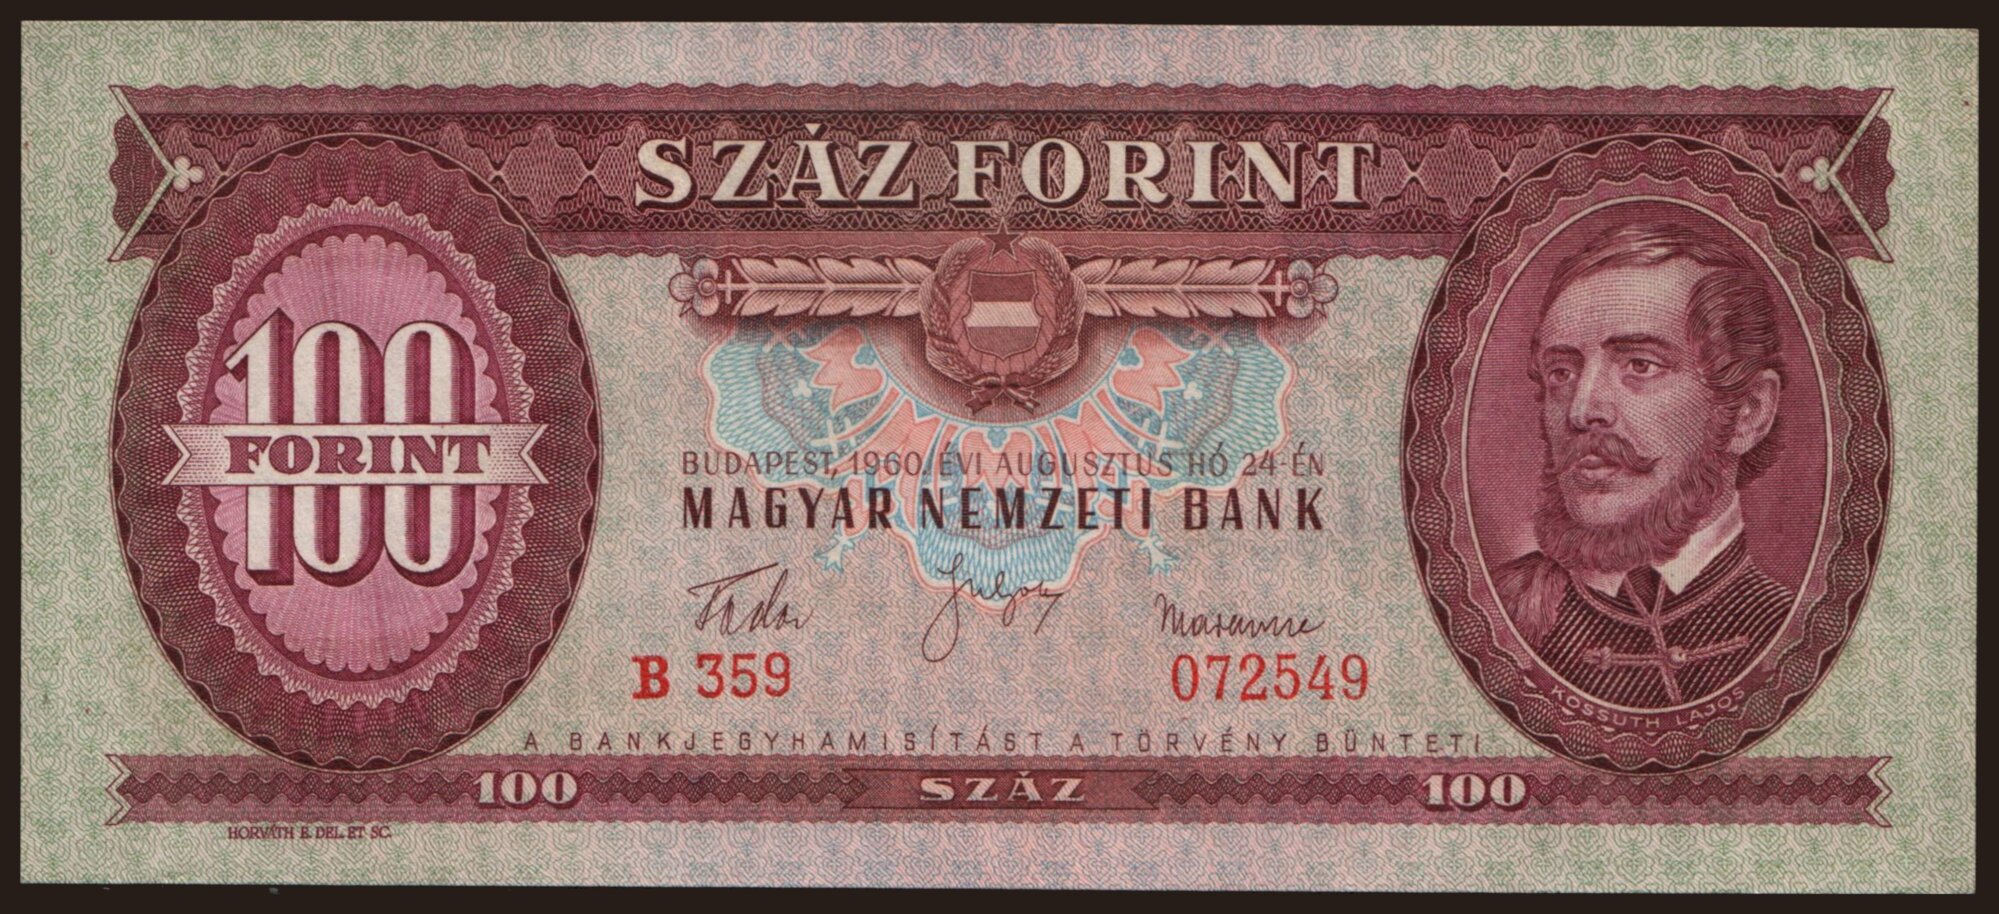 SZÁZ FORINT
100
FORINT
BUDAPEST, 1960. ÉVI AUGUSZTUS HÓ 24-ÉN
MAGYAR NEMZETI BANK
B 359
072549
KOSSUTH LAJOS
A BANKJEGYHAMISÍTÁST A TÖRVÉNY BÜNTETI
100 SZÁZ 100
HORVÁTH E. DEL. ET SC.